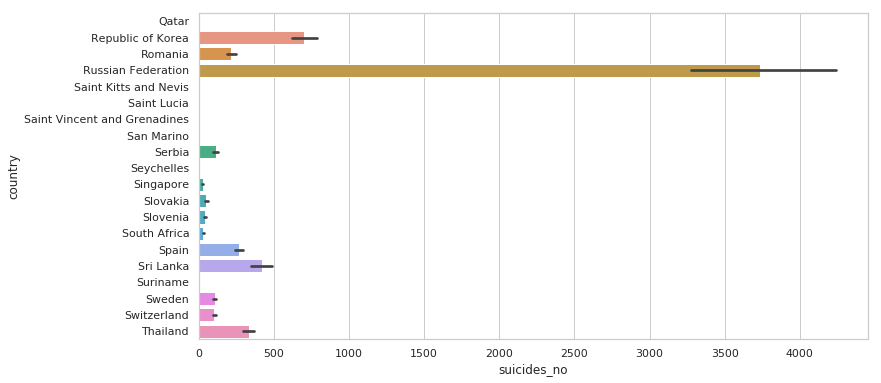 Qatar
Republic of Korea
Romania
Russian Federation
Saint Kitts and Nevis
Saint Lucia
Saint Vincent and Grenadines
San Marino
Serbia
Seychelles
Singapore
Slovakia
Slovenia
South Africa
Spain
Sri Lanka
Suriname
Sweden
Switzerland
Thailand
country
0 500 1000 1500 2000 2500 3000 3500 4000
suicides_no